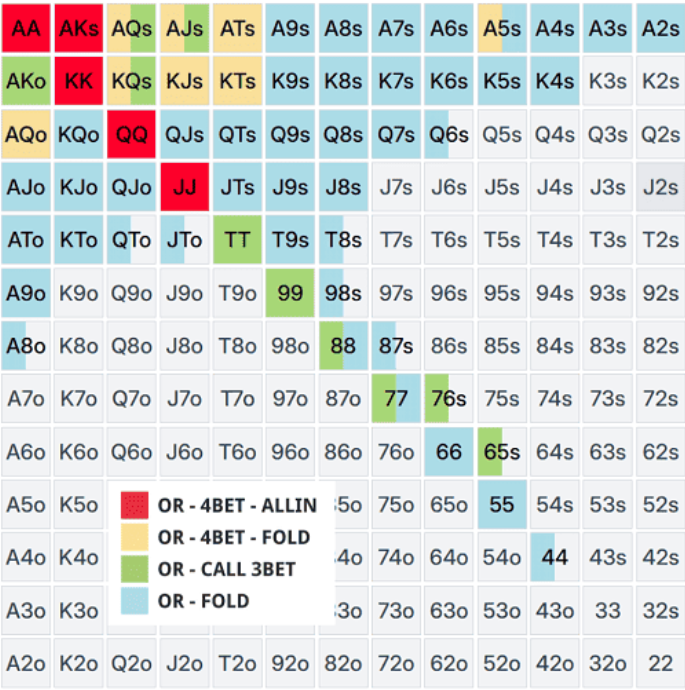 AA AKs AQs AJs ATs A9s A8s A7s A6s A5s A4s A3s A2s
AKo KK KQs KJs KTs K9s K8s K7s K6s K5s K4s K3s K2s
AQo KQo QQ QJs QTs Q9s Q8s Q7s Q6s Q5s Q4s Q3s Q2s
AJo KJo QJo JJ JTs J9s J8s J7s J6s J5s J4s J3s J2s
ATo KTo QTo JTo TT T9s T8s T7s T6s T5s T4s T3s T2s
A9o K9o Q9o J9o T9o 99 98s 97s 96s 95s 94s 93s 92s
A8o K8o Q8o J8o T8o 98o 88 87s 86s 85s 84s 83s 82s
A7o K7o Q7o J7o T7o 97o 87o 77 76s 75s 74s 73s 72s
A6o K6o Q6o J6o T6o 96o 86o 76o 66 65s 64s 63s 62s
A5o K5o 5o 75o 65o 55 54s 53s 52s
A4o K4o 4o 74o 64o 54o 44 43s 42s
A3o K3o 3o 73o 63o 53o 43o 33 32s
A2o K2o Q2o J2o T2o 92o 82o 72o 62o 52o 42o 32o 22
OR - 4BET - ALLIN
OR - 4BET - FOLD
OR - CALL 3BET
OR - FOLD